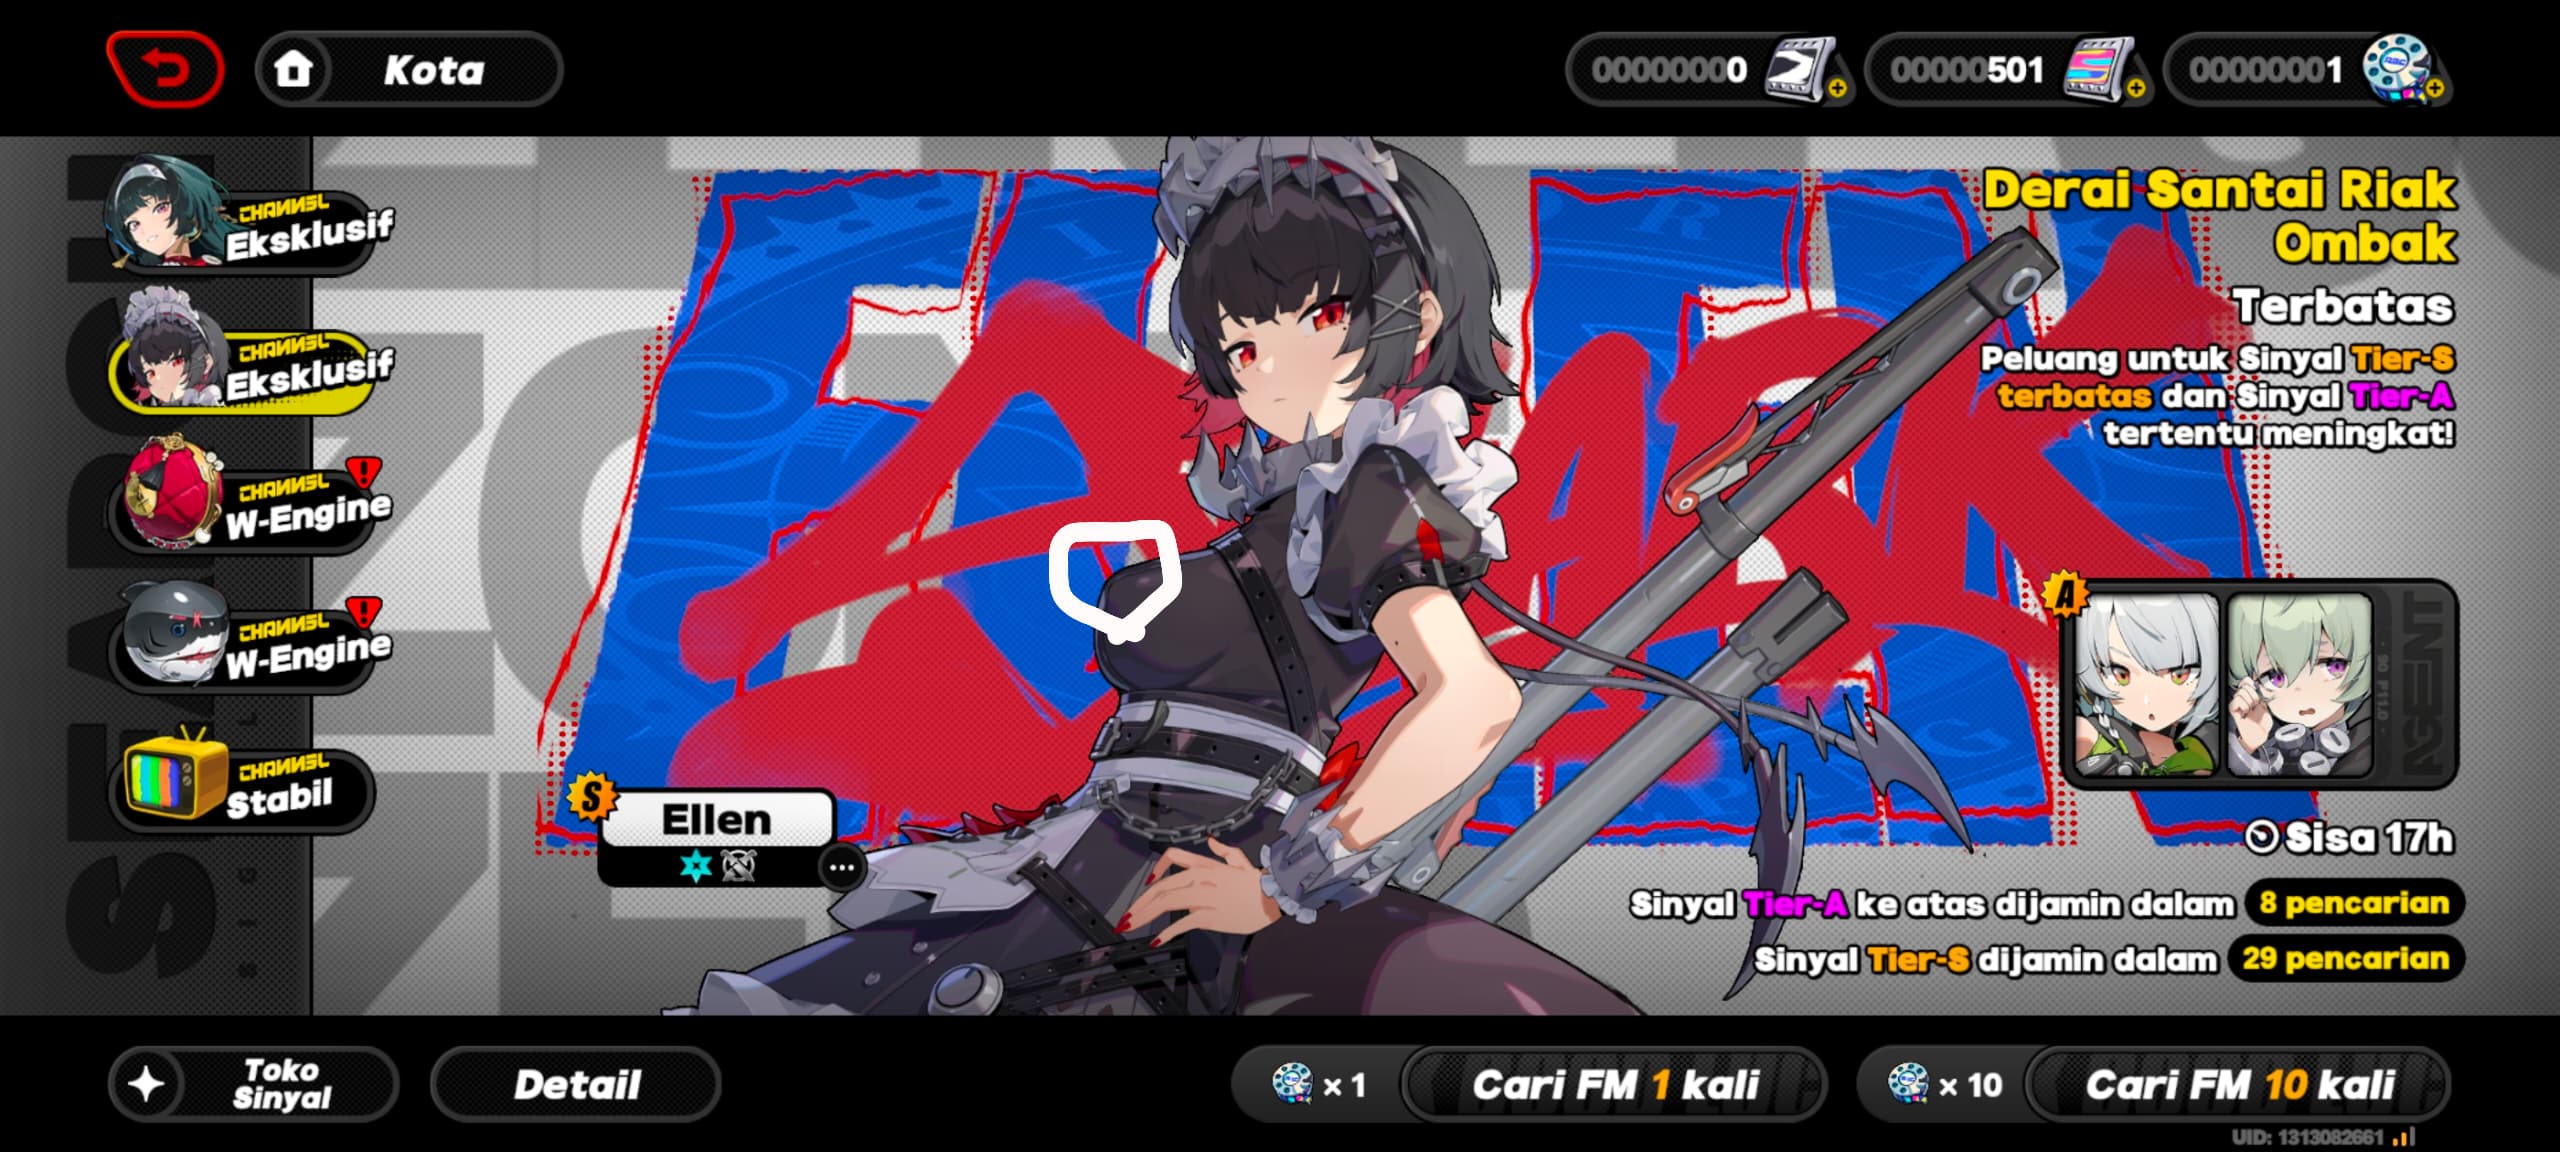 Kota
00000000
00000501
00000001
CHANNEL
Eksklusif
CHANNEL
Eksklusif
CHANNEL
W-Engine
CHANNEL
W-Engine
CHANNEL
Stabil
Derai Santai Riak
Ombak
Terbatas
Peluang untuk Sinyal Tier-S
terbatas dan Sinyal Tier-A
tertentu meningkat!
A
AGENT
S
Ellen
Sisa 17h
Sinyal Tier-A ke atas dijamin dalam 8 pencarian
Sinyal Tier-S dijamin dalam 29 pencarian
Toko
Sinyal
Detail
x 1
Cari FM 1 kali
x 10
Cari FM 10 kali
UID: 1313082661